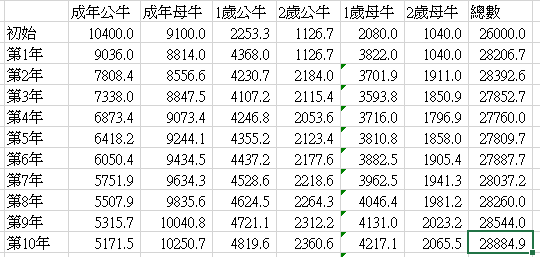 成年公牛 成年母牛 1歲公牛 2歲公牛 1歲母牛 2歲母牛 總數
初始 10400.0 9100.0 2253.3 1126.7 2080.0 1040.0 26000.0
第1年 9036.0 8814.0 4368.0 1126.7 3822.0 1040.0 28206.7
第2年 7808.4 8556.6 4230.7 2184.0 3701.9 1911.0 28392.6
第3年 7338.0 8847.5 4107.2 2115.4 3593.8 1850.9 27852.7
第4年 6873.4 9073.4 4246.8 2053.6 3716.0 1796.9 27760.0
第5年 6418.2 9244.1 4355.2 2123.4 3810.8 1858.0 27809.7
第6年 6050.4 9434.5 4437.2 2177.6 3882.5 1905.4 27887.7
第7年 5751.9 9634.3 4528.6 2218.6 3962.5 1941.3 28037.2
第8年 5507.9 9835.6 4624.5 2264.3 4046.4 1981.2 28260.0
第9年 5315.7 10040.8 4721.1 2312.2 4131.0 2023.2 28544.0
第10年 5171.5 10250.7 4819.6 2360.6 4217.1 2065.5 28884.9